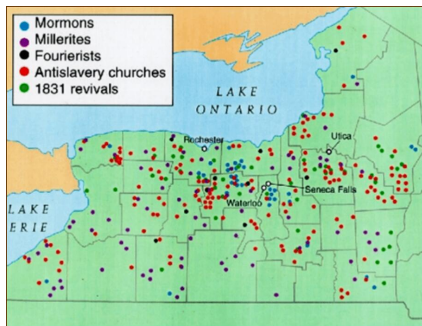 Mormons
Millerites
Fourierists
Antislavery churches
1831 revivals
LAKE
ONTARIO
Rochester
Utica
Seneca Falls
Waterloo
LAKE
ERIE